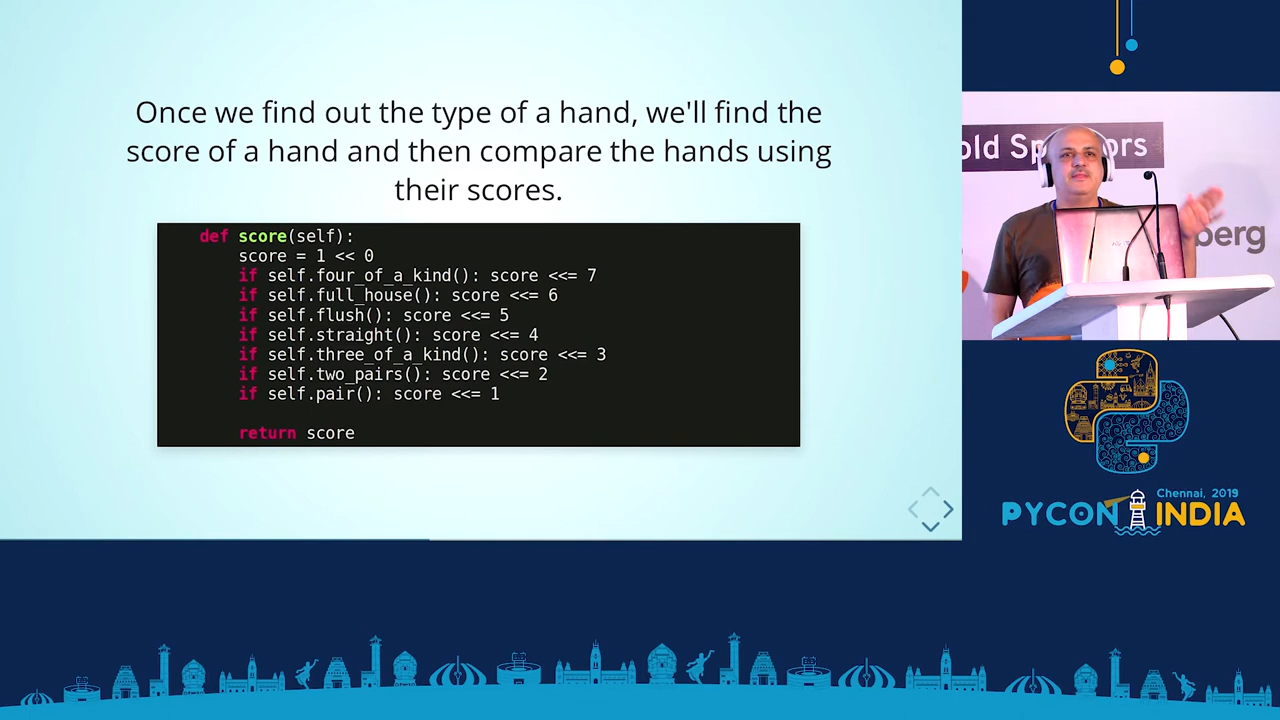 Once we find out the type of a hand, we'll find the
score of a hand and then compare the hands using
their scores.
def score(self):
score = 1 << 0
if self.four_of_a_kind(): score <<= 7
if self.full_house(): score <<= 6
if self.flush(): score <<= 5
if self.straight(): score <<= 4
if self.three_of_a_kind(): score <<= 3
if self.two_pairs(): score <<= 2
if self.pair(): score <<= 1
return score
old Sp ors
berg
Chennai, 2019
PYCON INDIA